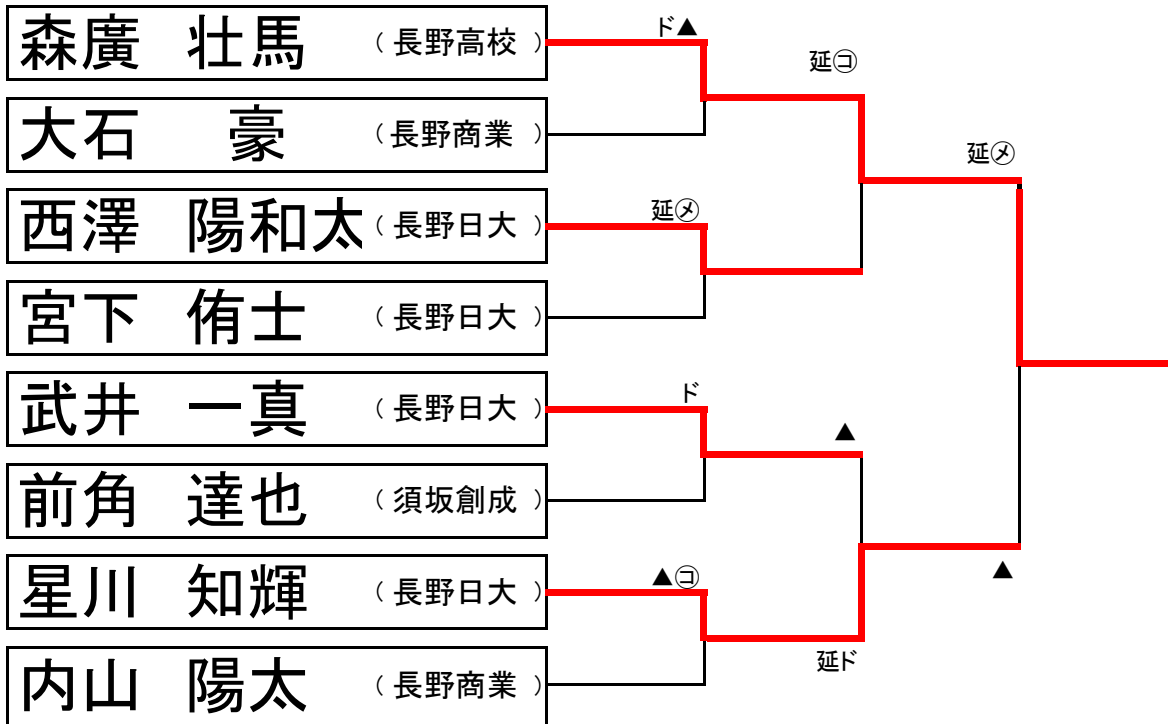 森廣 壮馬 （ 長野高校 ）
ド▲
延㋙
大石 豪 （ 長野商業 ）
延㋱
西澤 陽和太 （ 長野日大 ）
延㋱
宮下 侑士 （ 長野日大 ）
武井 一真 （ 長野日大 ）
ド
▲
前角 達也 （ 須坂創成 ）
星川 知輝 （ 長野日大 ）
▲㋙
▲
内山 陽太 （ 長野商業 ）
延ド